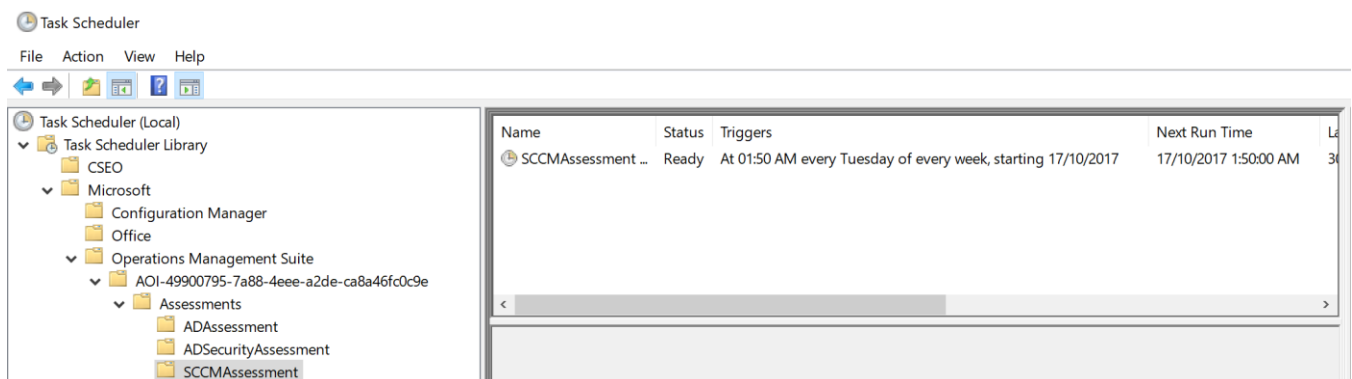 Task Scheduler
File Action View Help
Task Scheduler (Local)
Task Scheduler Library
CSEO
Microsoft
Configuration Manager
Office
Operations Management Suite
AOI-49900795-7a88-4eee-a2de-ca8a46fc0c9e
Assessments
ADAssessment
ADSecurityAssessment
SCCMAssessment
Name Status Triggers Next Run Time
SCCMAssessment ... Ready At 01:50 AM every Tuesday of every week, starting 17/10/2017 17/10/2017 1:50:00 AM